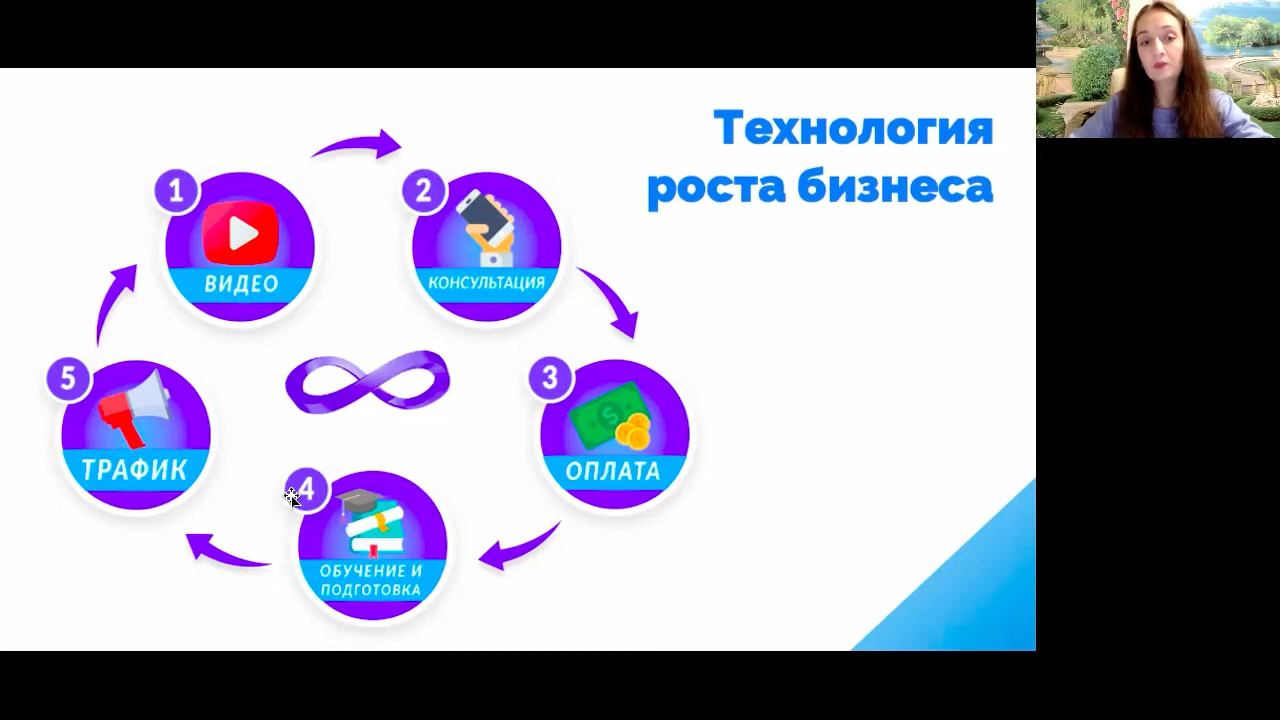 Технология
роста бизнеса
1
ВИДЕО
2
КОНСУЛЬТАЦИЯ
3
ОПЛАТА
4
ОБУЧЕНИЕ И
ПОДГОТОВКА
5
ТРАФИК